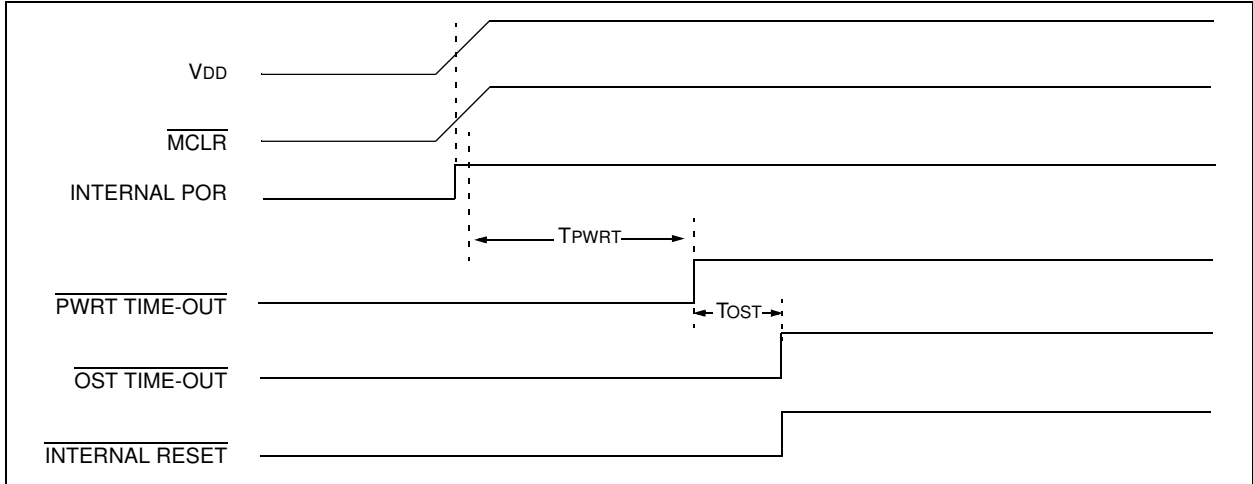 VDD
MCLR
INTERNAL POR
TPWRT
PWRT TIME-OUT
TOST
OST TIME-OUT
INTERNAL RESET